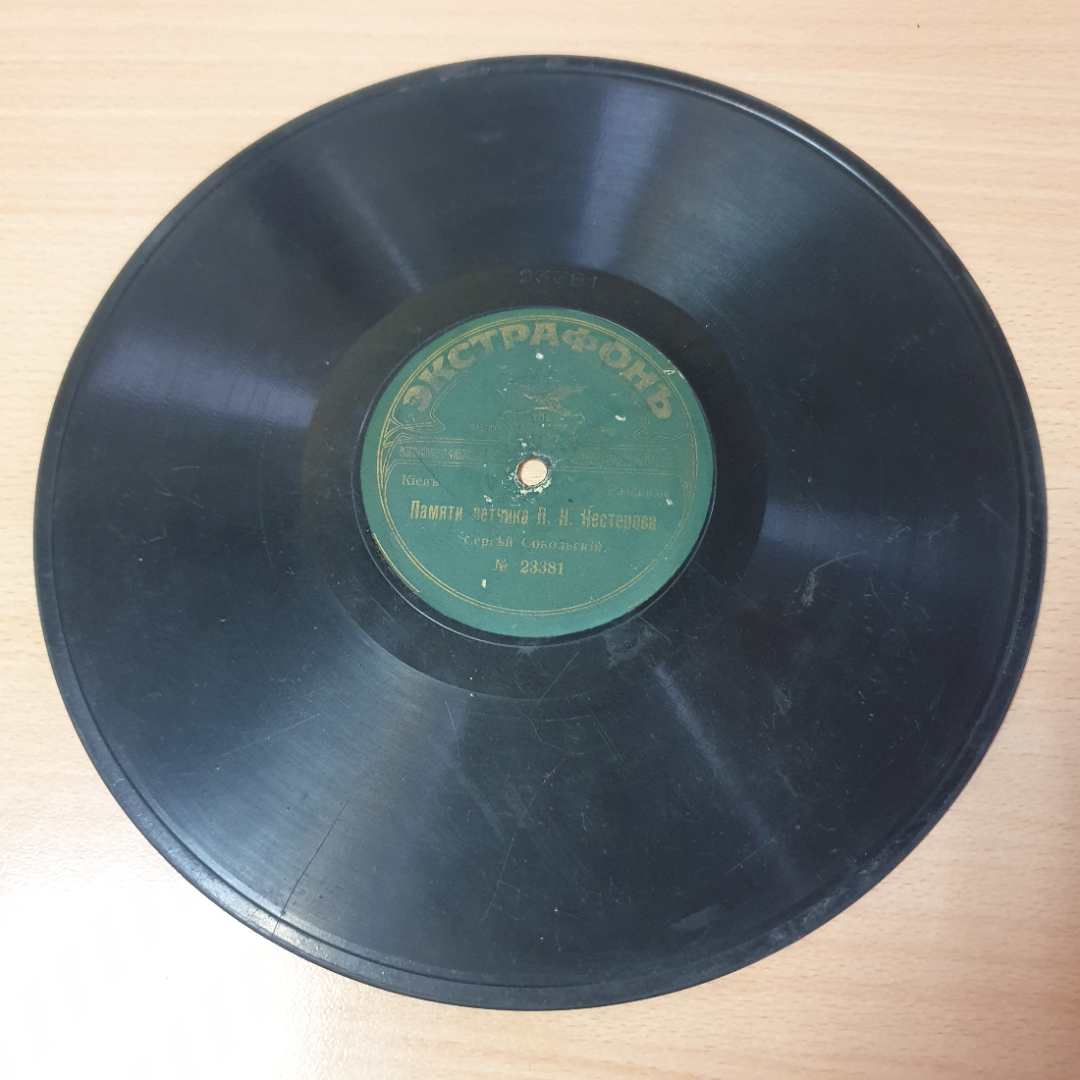 23381
ЭКСТРАФОНЪ
Кіевъ
Памяти летчика П. Н. Нестерова
Сергѣй Сокольскій.
№ 23381